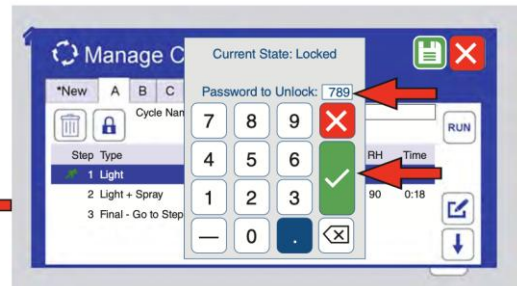 Manage C
Current State: Locked
*New A B C
Password to Unlock: 789
Cycle Nan
RUN
7 8 9
Step Type RH Time
4 5 6
1 Light
2 Light + Spray 90 0:18
1 2 3
3 Final - Go to Step
— 0 .